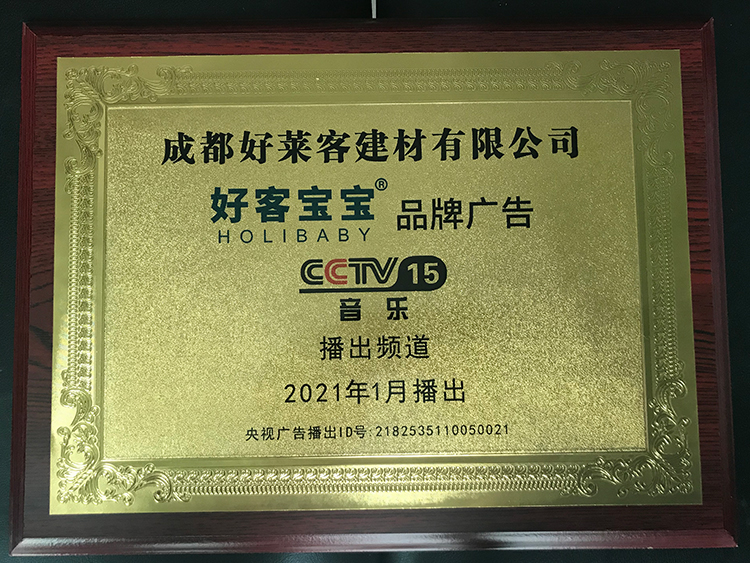 成都好莱客建材有限公司
好客宝宝® 品牌广告
HOLIBABY
CCTV 15
音乐
播出频道
2021年1月播出
央视广告播出ID号:2182535110050021